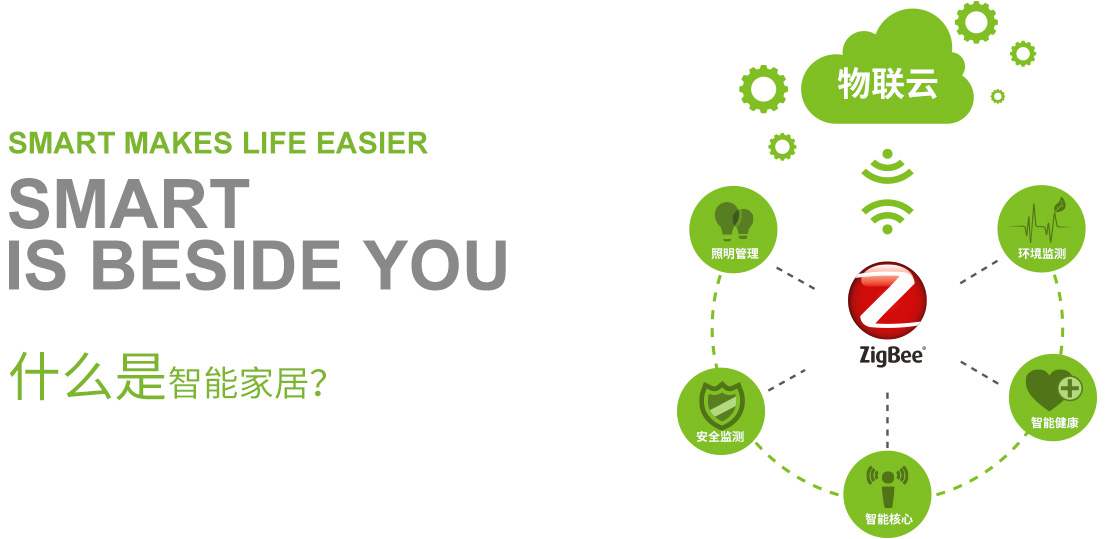 SMART MAKES LIFE EASIER
SMART
IS BESIDE YOU
什么是智能家居?
物联云
照明管理
环境监测
ZigBee®
安全监测
智能健康
智能核心